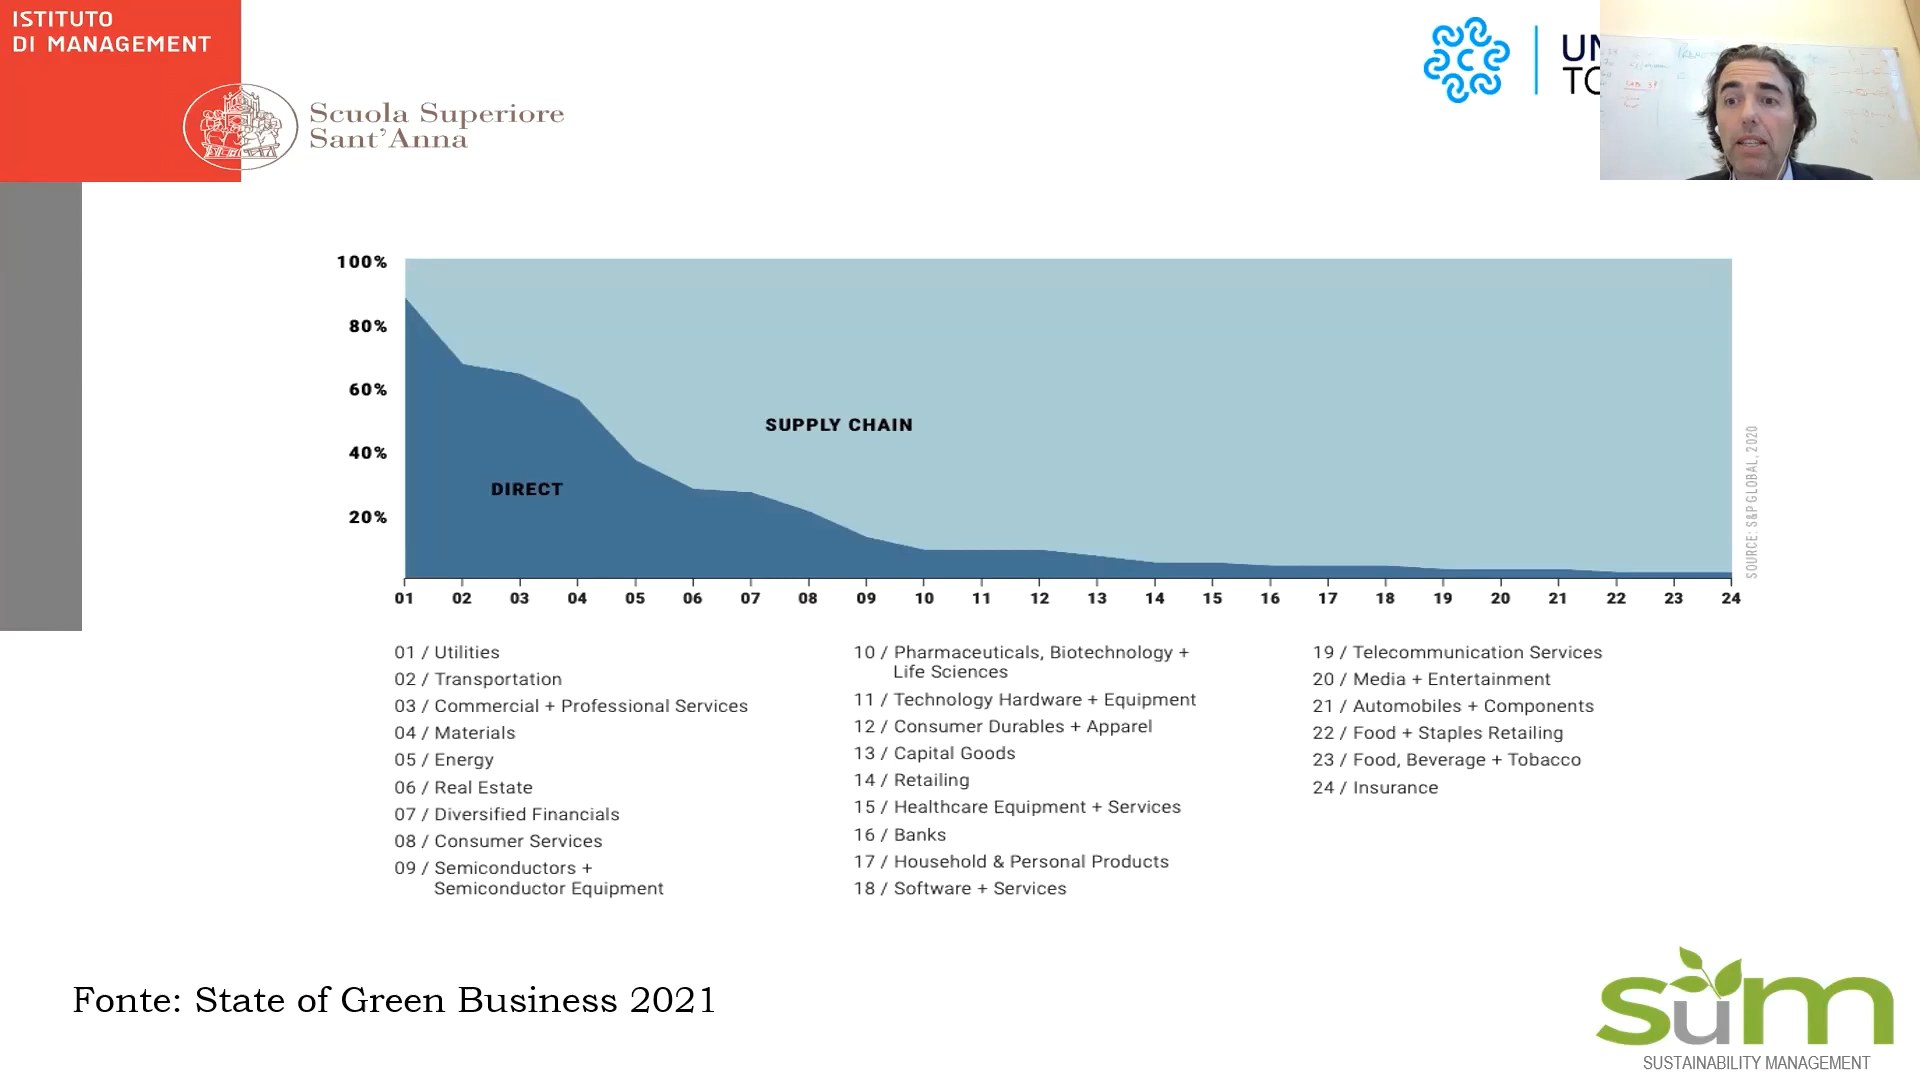 ISTITUTO
DI MANAGEMENT
Scuola Superiore
Sant'Anna
100%
80%
60%
40%
20%
SUPPLY CHAIN
DIRECT
SOURCE: S&P GLOBAL, 2020
01 02 03 04 05 06 07 08 09 10 11 12 13 14 15 16 17 18 19 20 21 22 23 24
01 / Utilities
02 / Transportation
03 / Commercial + Professional Services
04 / Materials
05 / Energy
06 / Real Estate
07 / Diversified Financials
08 / Consumer Services
09 / Semiconductors +
Semiconductor Equipment
10 / Pharmaceuticals, Biotechnology +
Life Sciences
11 / Technology Hardware + Equipment
12 / Consumer Durables + Apparel
13 / Capital Goods
14 / Retailing
15 / Healthcare Equipment + Services
16 / Banks
17 / Household & Personal Products
18 / Software + Services
19 / Telecommunication Services
20 / Media + Entertainment
21 / Automobiles + Components
22 / Food + Staples Retailing
23 / Food, Beverage + Tobacco
24 / Insurance
Fonte: State of Green Business 2021
sum
SUSTAINABILITY MANAGEMENT